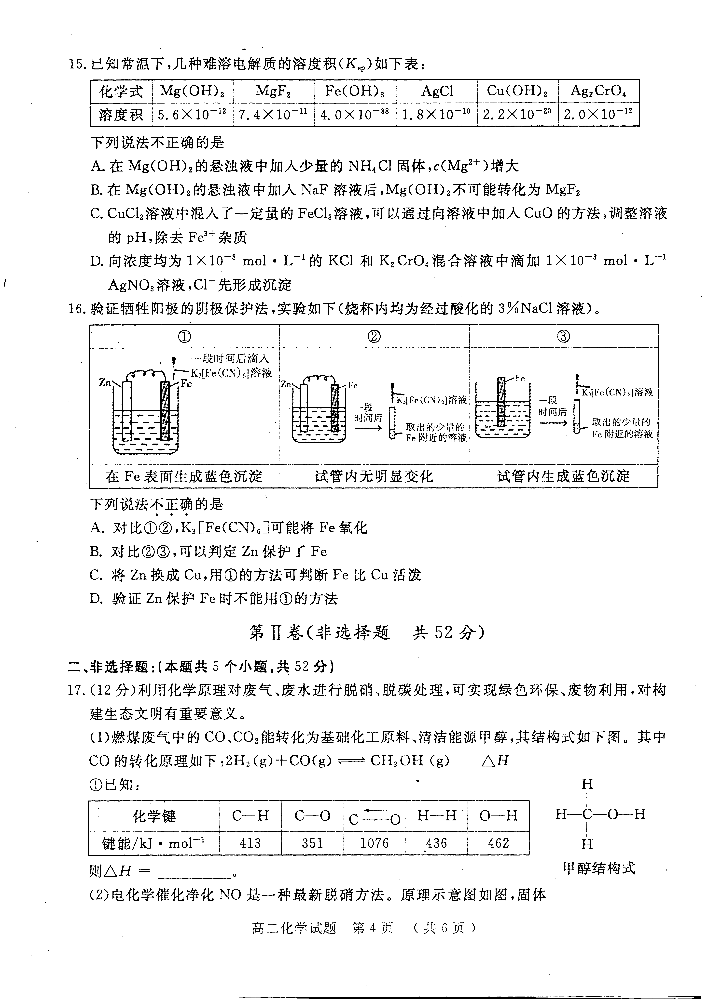 15. 已知常温下,几种难溶电解质的溶度积(Ksp)如下表:
化学式 Mg(OH)₂ MgF₂ Fe(OH)₃ AgCl Cu(OH)₂ Ag₂CrO₄
溶度积 5.6×10⁻¹² 7.4×10⁻¹¹ 4.0×10⁻³⁸ 1.8×10⁻¹⁰ 2.2×10⁻²⁰ 2.0×10⁻¹²
下列说法不正确的是
A. 在 Mg(OH)₂的悬浊液中加入少量的 NH₄Cl 固体,c(Mg²⁺)增大
B. 在 Mg(OH)₂的悬浊液中加入 NaF 溶液后,Mg(OH)₂不可能转化为 MgF₂
C. CuCl₂溶液中混入了一定量的 FeCl₃溶液,可以通过向溶液中加入 CuO 的方法,调整溶液
的 pH,除去 Fe³⁺杂质
D. 向浓度均为 1×10⁻³ mol·L⁻¹的 KCl 和 K₂CrO₄混合溶液中滴加 1×10⁻³ mol·L⁻¹
AgNO₃溶液,Cl⁻先形成沉淀
16. 验证牺牲阳极的阴极保护法,实验如下(烧杯内均为经过酸化的 3%NaCl 溶液)。
① ② ③
一段时间后滴入
K₃[Fe(CN)₆]溶液
Zn
Fe
Zn
Fe
一段
时间后
K₃[Fe(CN)₆]溶液
取出的少量的
Fe 附近的溶液
Fe
一段
时间后
K₃[Fe(CN)₆]溶液
取出的少量的
Fe 附近的溶液
在 Fe 表面生成蓝色沉淀 试管内无明显变化 试管内生成蓝色沉淀
下列说法不正确的是
A. 对比①②,K₃[Fe(CN)₆]可能将 Fe 氧化
B. 对比②③,可以判定 Zn 保护了 Fe
C. 将 Zn 换成 Cu,用①的方法可判断 Fe 比 Cu 活泼
D. 验证 Zn 保护 Fe 时不能用①的方法
第Ⅱ卷(非选择题 共 52 分)
二、非选择题:(本题共 5 个小题,共 52 分)
17. (12 分)利用化学原理对废气、废水进行脱硝、脱碳处理,可实现绿色环保、废物利用,对构
建生态文明有重要意义。
(1)燃煤废气中的 CO、CO₂能转化为基础化工原料、清洁能源甲醇,其结构式如下图。其中
CO 的转化原理如下:2H₂(g)+CO(g)⇌CH₃OH (g) △H
①已知:
化学键 C—H C—O C⇐O H—H O—H
键能/kJ·mol⁻¹ 413 351 1076 436 462
H
H—C—O—H
H
甲醇结构式
则△H = ______。
(2)电化学催化净化 NO 是一种最新脱硝方法。原理示意图如图,固体
高二化学试题 第 4 页 (共 6 页)